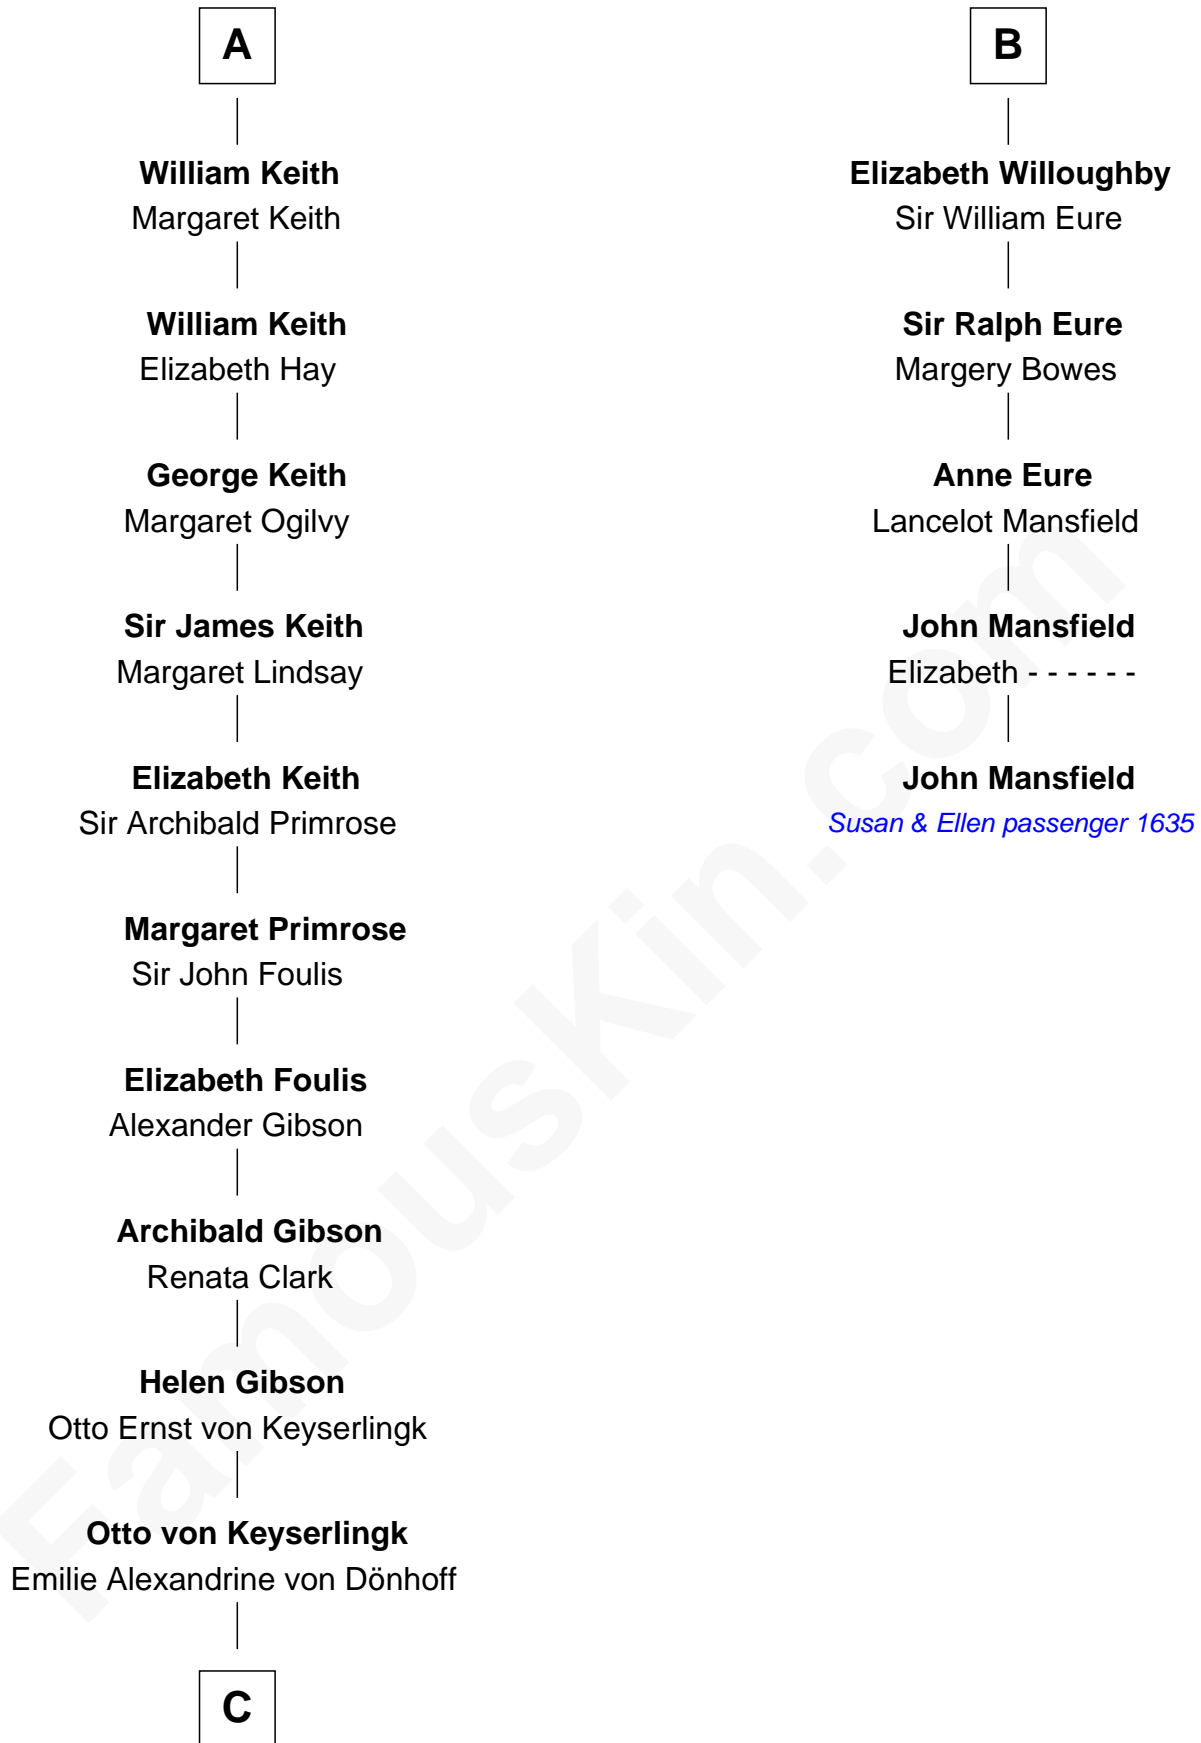 A
William Keith
Margaret Keith
William Keith
Elizabeth Hay
George Keith
Margaret Ogilvy
Sir James Keith
Margaret Lindsay
Elizabeth Keith
Sir Archibald Primrose
Margaret Primrose
Sir John Foulis
Elizabeth Foulis
Alexander Gibson
Archibald Gibson
Renata Clark
Helen Gibson
Otto Ernst von Keyserlingk
Otto von Keyserlingk
Emilie Alexandrine von Dönhoff
C
B
Elizabeth Willoughby
Sir William Eure
Sir Ralph Eure
Margery Bowes
Anne Eure
Lancelot Mansfield
John Mansfield
Elizabeth - - - - - -
John Mansfield
Susan & Ellen passenger 1635
FamousKin.com